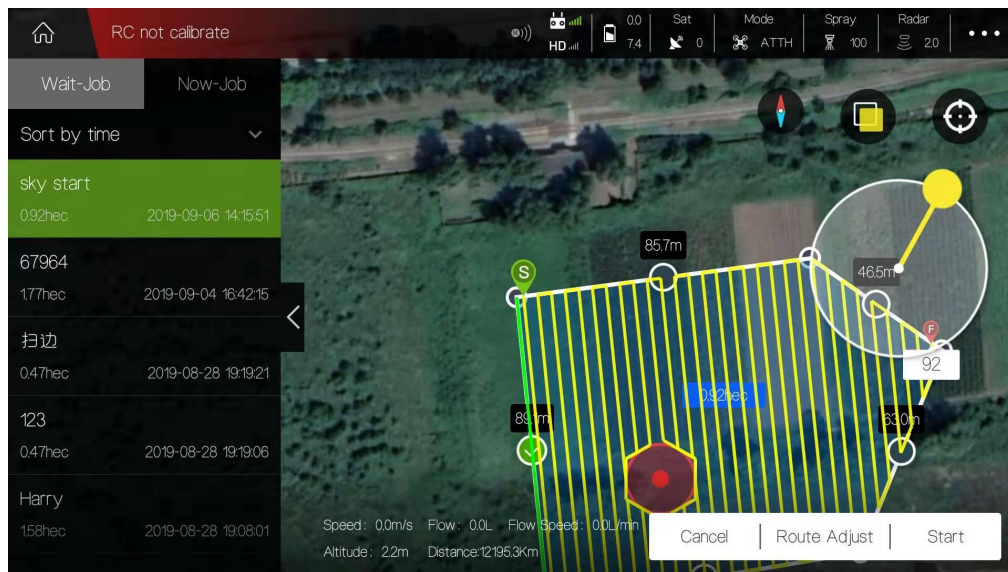 RC not calibrate
HD
0.0
7.4
Sat
0
Mode
ATTH
Spray
100
Radar
2.0
Wait-Job
Now-Job
Sort by time
sky start
0.92hec 2019-09-06 14:15:51
67964
1.77hec 2019-09-04 16:42:15
扫边
0.47hec 2019-08-28 19:19:21
123
0.47hec 2019-08-28 19:19:06
Harry
1.58hec 2019-08-28 19:08:01
S
85.7m
46.5m
F
92
0.92hec
89.1m
63.0m
Speed: 0.0m/s Flow: 0.0L Flow Speed: 0.0L/min
Altitude: 2.2m Distance:12195.3Km
Cancel
Route Adjust
Start